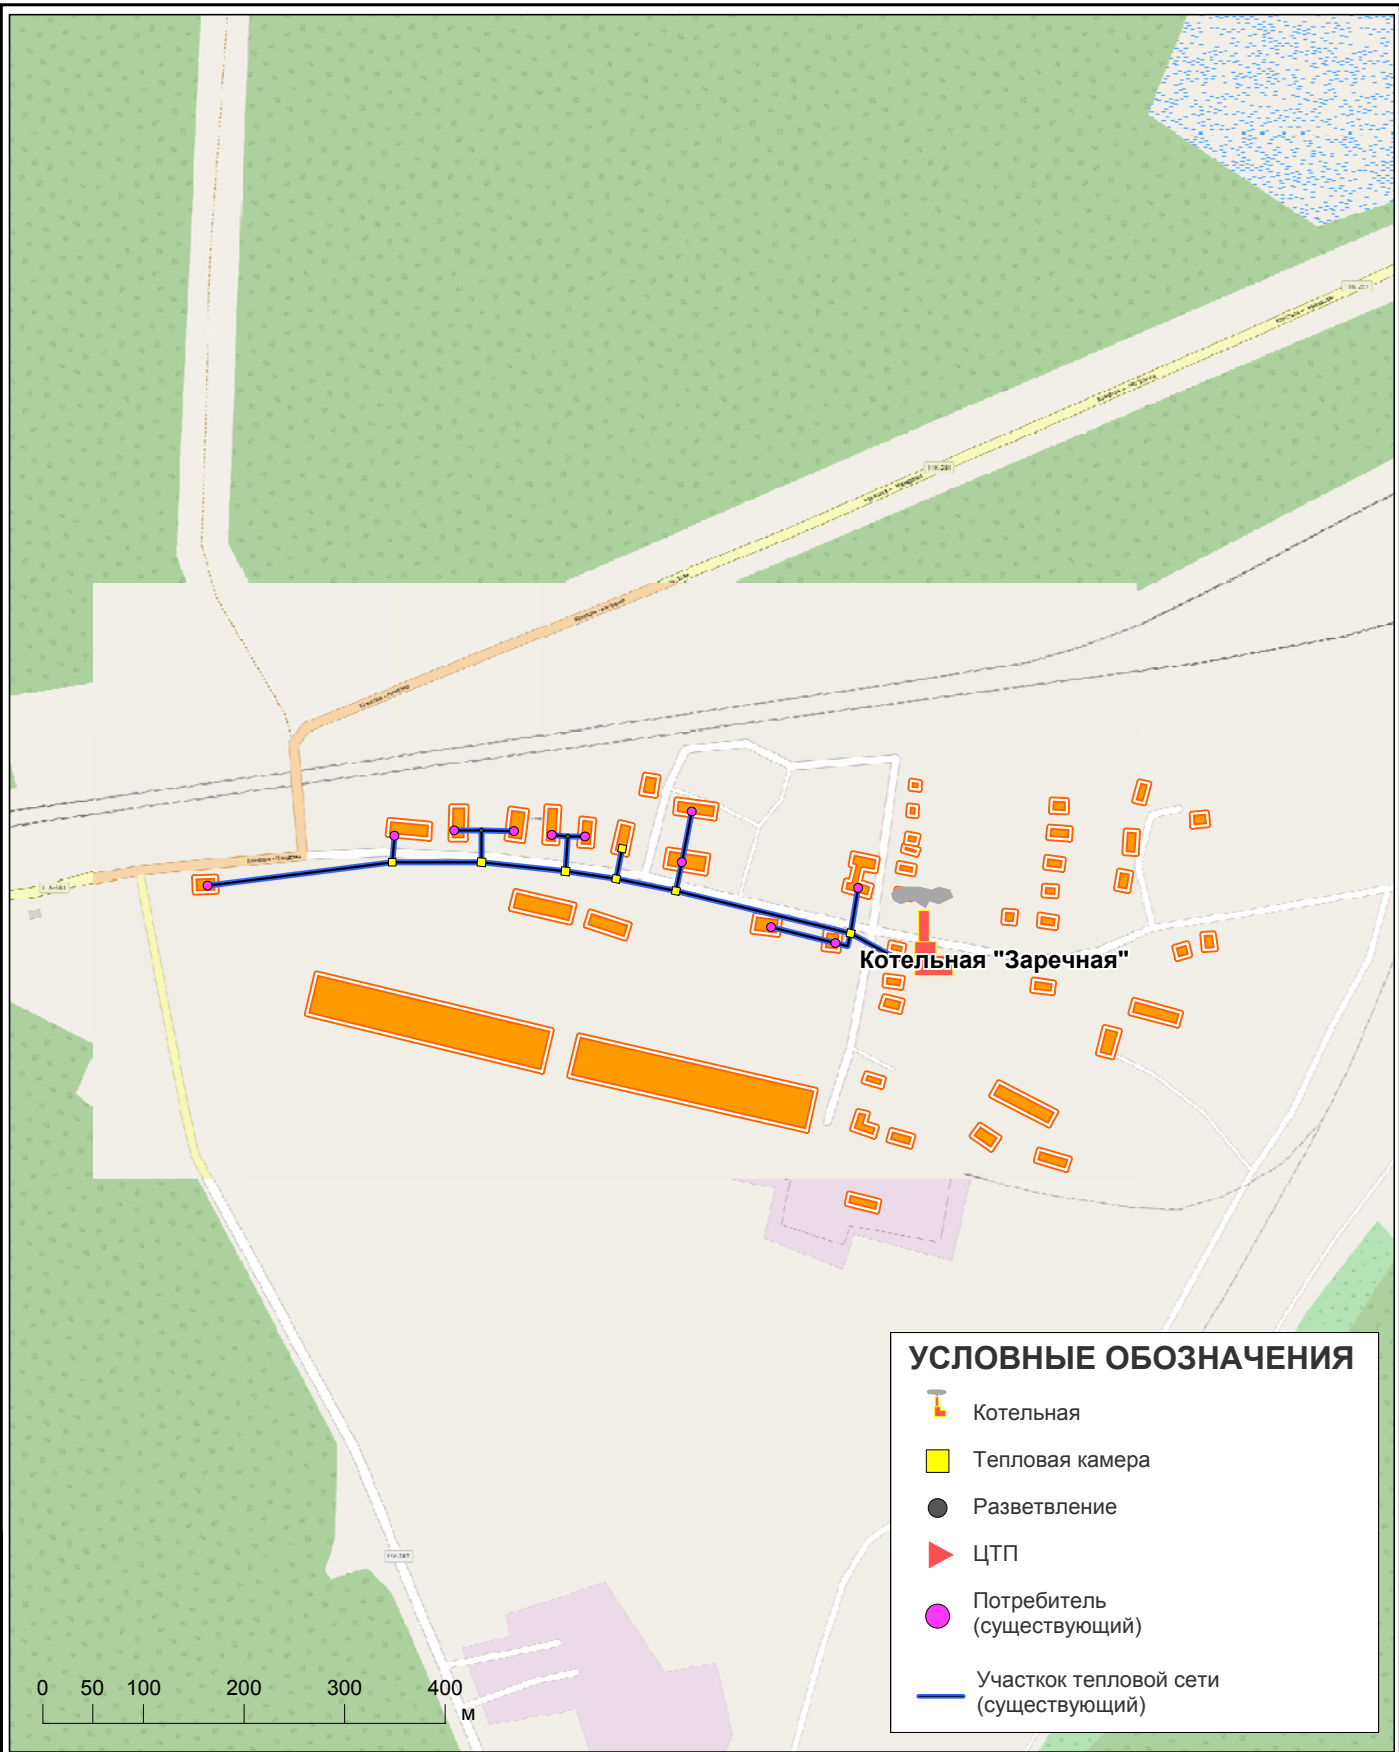 Котельная "Заречная"
УСЛОВНЫЕ ОБОЗНАЧЕНИЯ
Котельная
Тепловая камера
Разветвление
ЦТП
Потребитель
(существующий)
Участкок тепловой сети
(существующий)
0 50 100 200 300 400
м